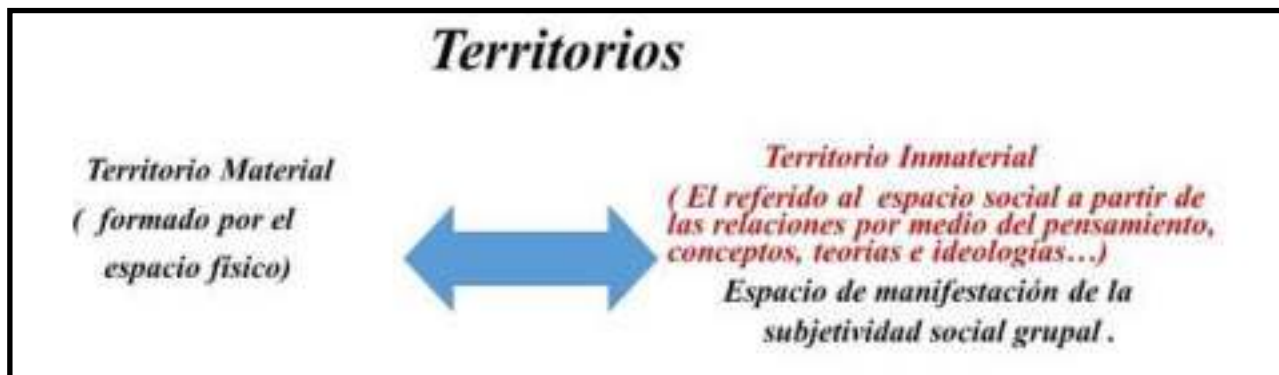 Territorios
Territorio Material
( formado por el
espacio físico)
Territorio Inmaterial
( El referido al espacio social a partir de
las relaciones por medio del pensamiento,
conceptos, teorías e ideologías...)
Espacio de manifestación de la
subjetividad social grupal .